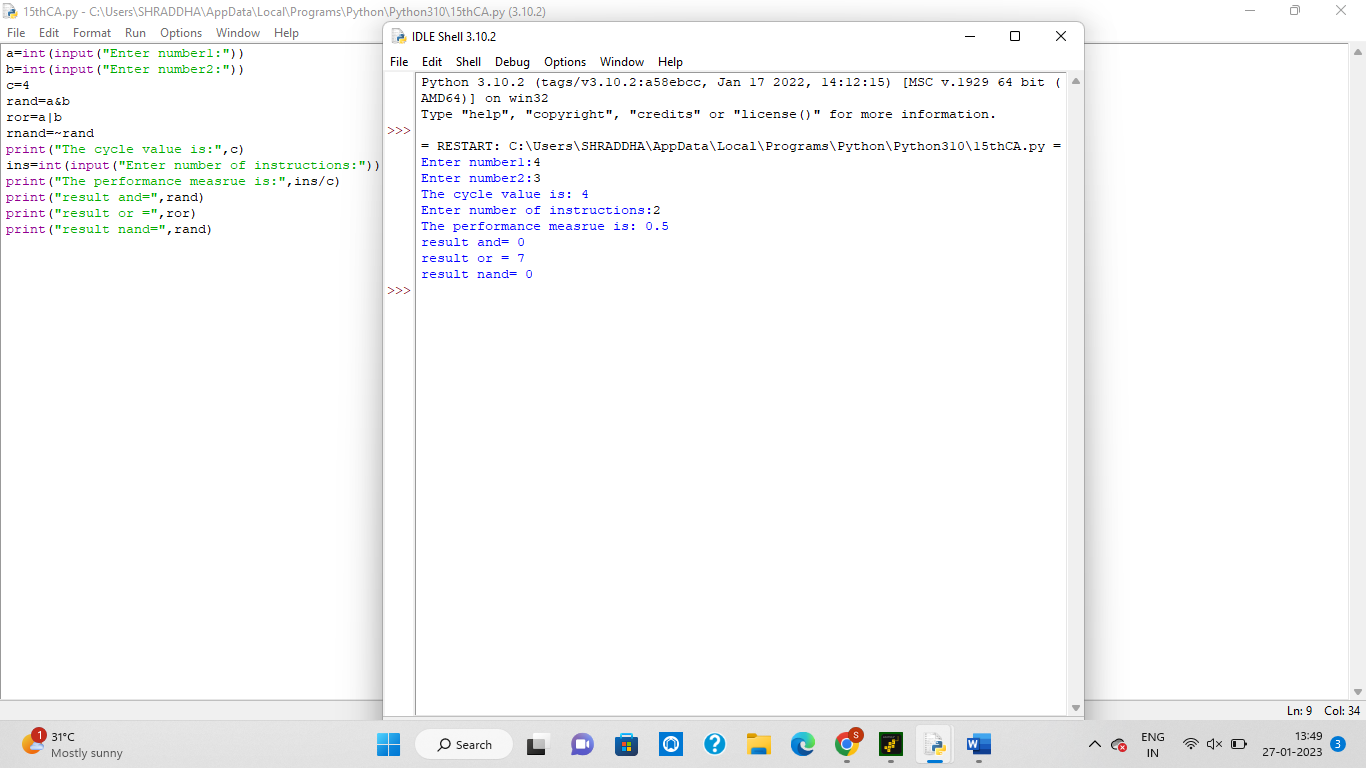 15thCA.py - C:\Users\SHRADDHA\AppData\Local\Programs\Python\Python310\15thCA.py (3.10.2)
File Edit Format Run Options Window Help
a=int(input("Enter number1:"))
b=int(input("Enter number2:"))
c=4
rand=a&b
ror=a|b
rnand=~rand
print("The cycle value is:",c)
ins=int(input("Enter number of instructions:"))
print("The performance measrue is:",ins/c)
print("result and=",rand)
print("result or =",ror)
print("result nand=",rand)
IDLE Shell 3.10.2
File Edit Shell Debug Options Window Help
Python 3.10.2 (tags/v3.10.2:a58ebcc, Jan 17 2022, 14:12:15) [MSC v.1929 64 bit (
AMD64)] on win32
Type "help", "copyright", "credits" or "license()" for more information.
>>>
= RESTART: C:\Users\SHRADDHA\AppData\Local\Programs\Python\Python310\15thCA.py =
Enter number1:4
Enter number2:3
The cycle value is: 4
Enter number of instructions:2
The performance measrue is: 0.5
result and= 0
result or = 7
result nand= 0
>>>
Ln: 9 Col: 34
1
31°C
Mostly sunny
Search
S
ENG
IN
13:49
27-01-2023
3